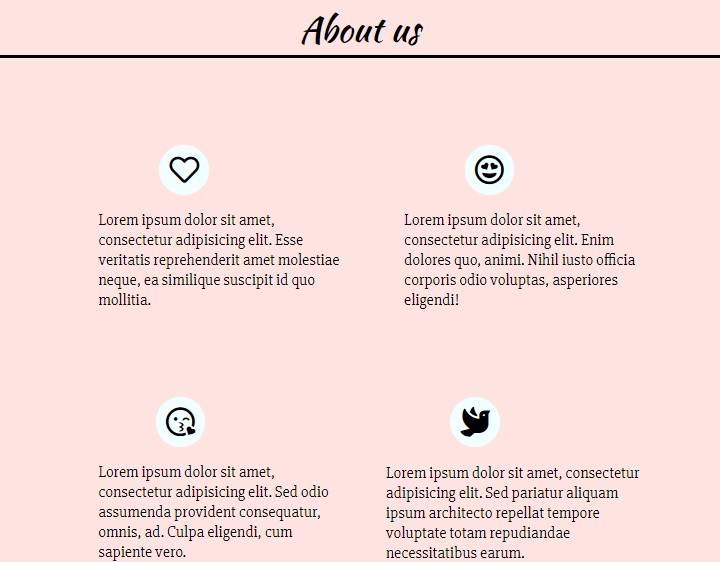 About us
Lorem ipsum dolor sit amet,
consectetur adipisicing elit. Esse
veritatis reprehenderit amet molestiae
neque, ea similique suscipit id quo
mollitia.
Lorem ipsum dolor sit amet,
consectetur adipisicing elit. Enim
dolores quo, animi. Nihil iusto officia
corporis odio voluptas, asperiores
eligendi!
Lorem ipsum dolor sit amet,
consectetur adipisicing elit. Sed odio
assumenda provident consequatur,
omnis, ad. Culpa eligendi, cum
sapiente vero.
Lorem ipsum dolor sit amet, consectetur
adipisicing elit. Sed pariatur aliquam
ipsum architecto repellat tempore
voluptate totam repudiandae
necessitatibus earum.